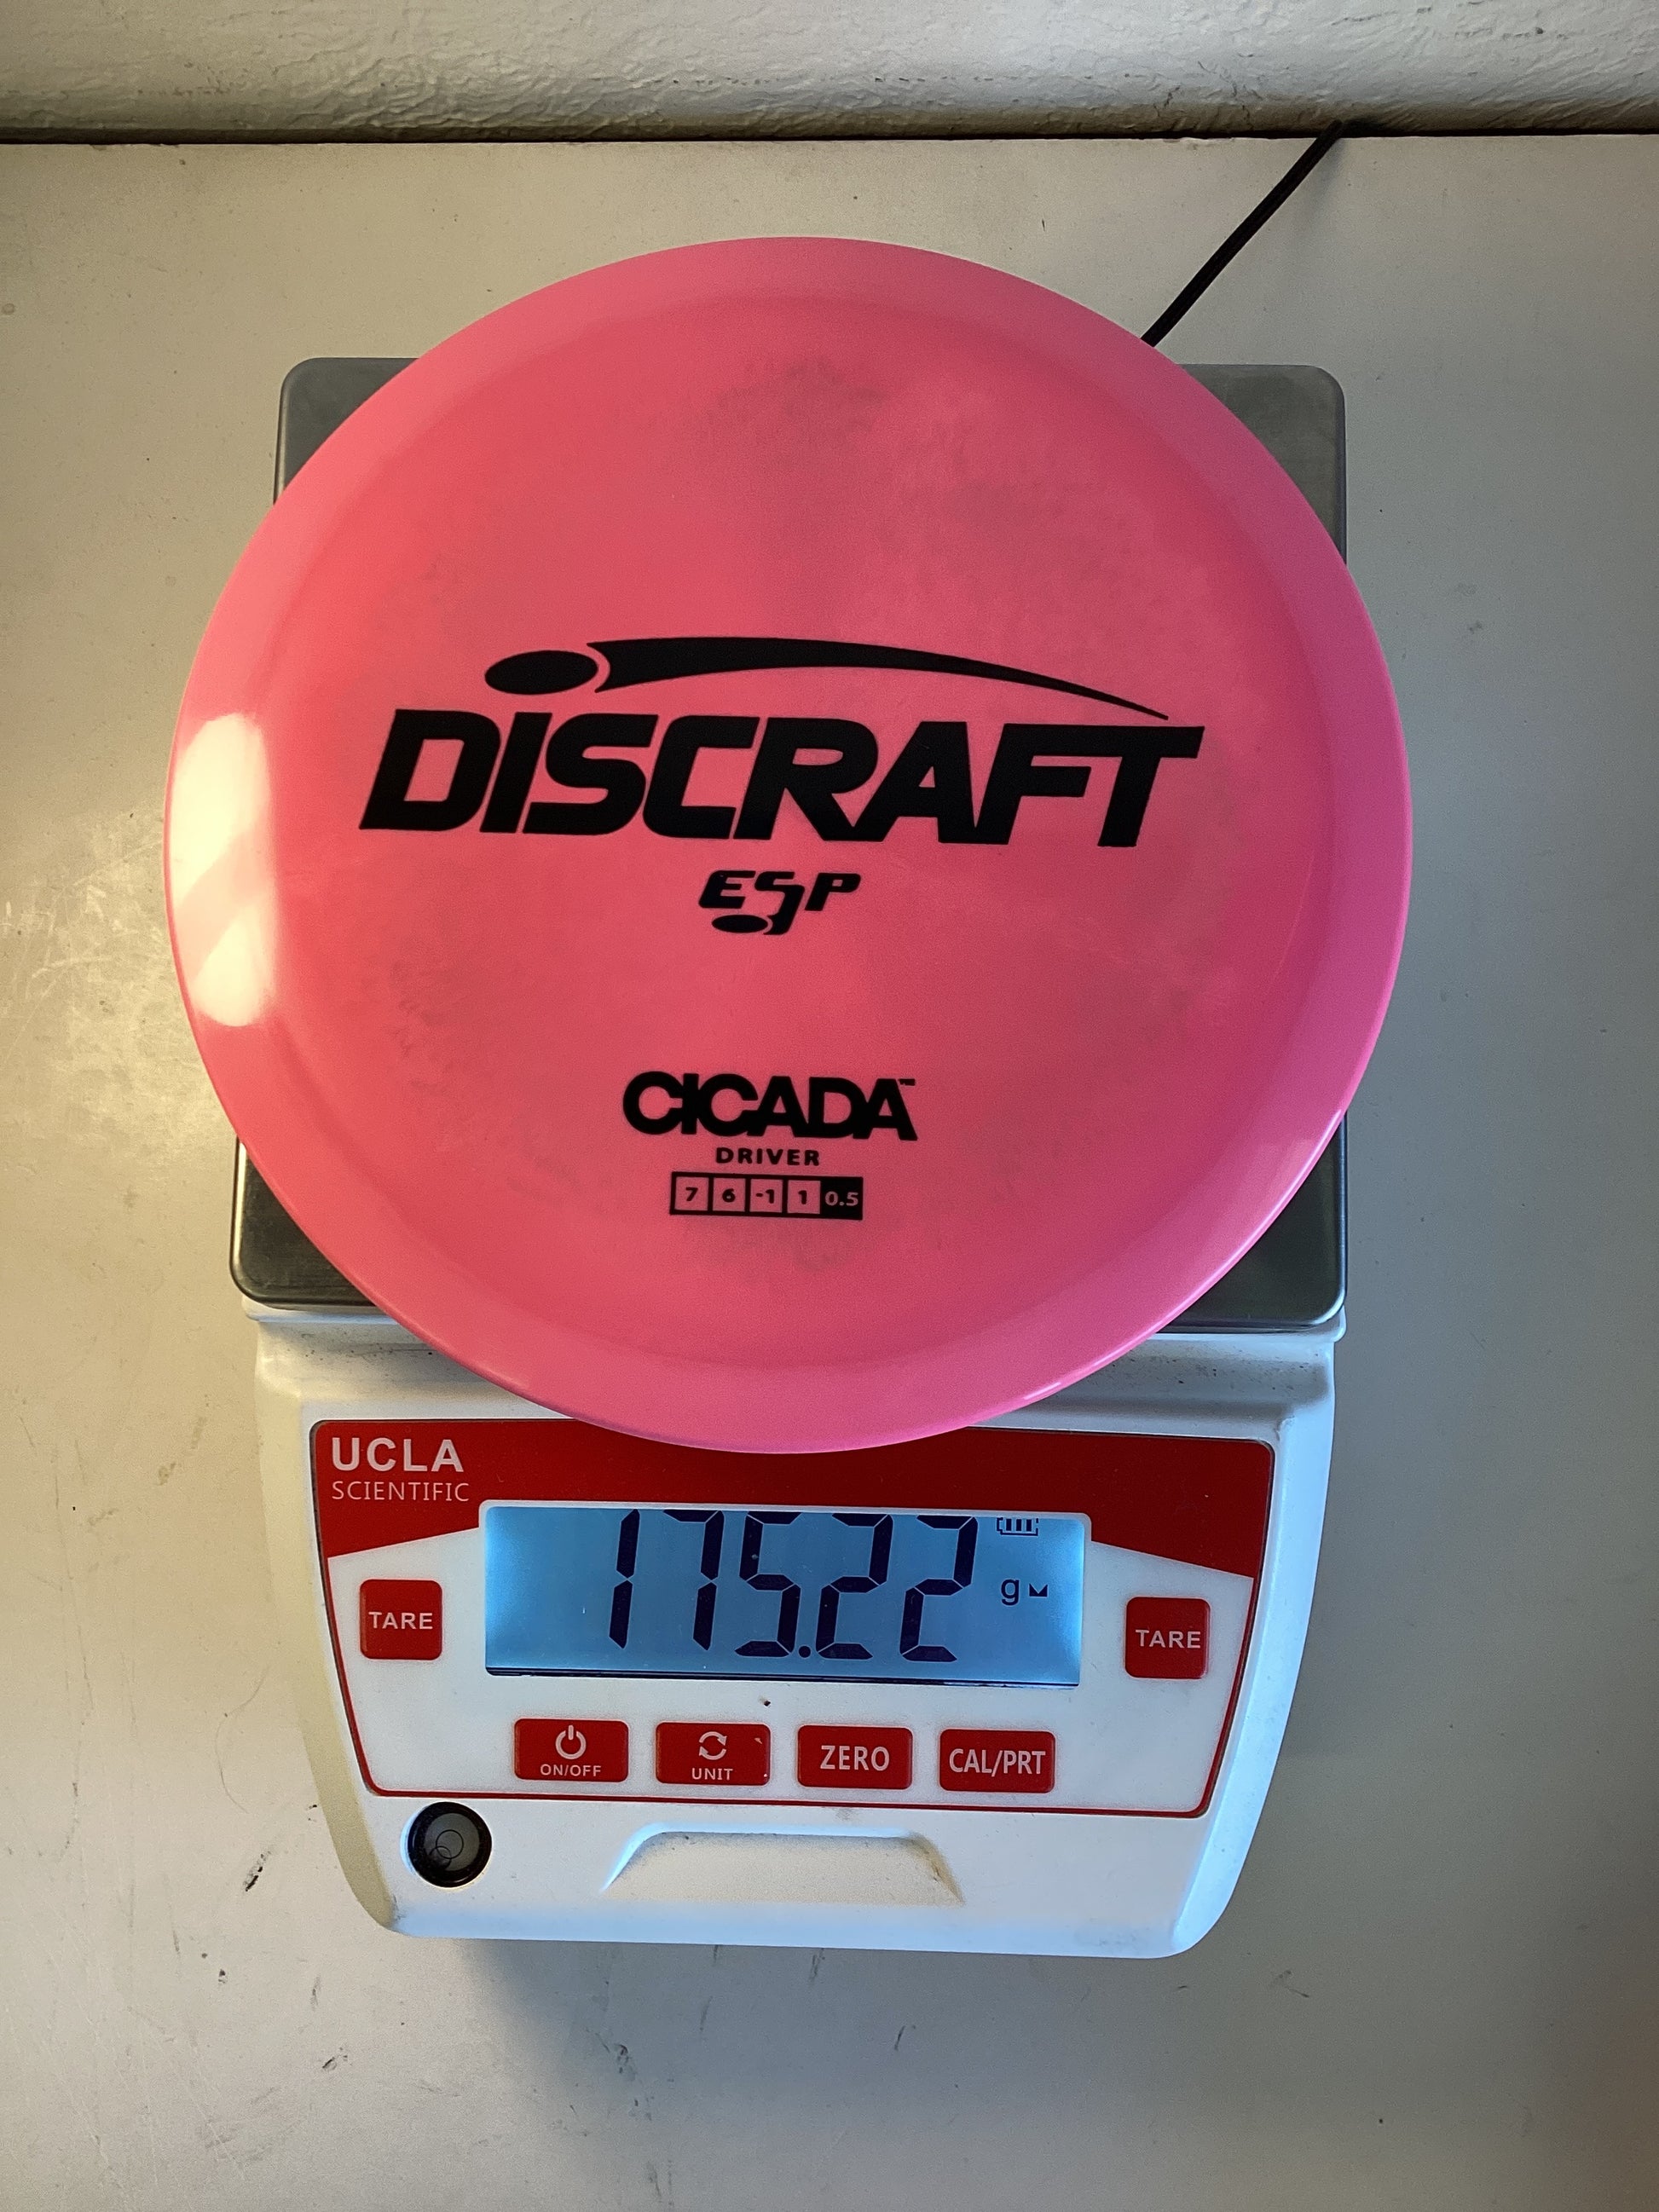 DISCRAFT
ESP
CICADA™
DRIVER
7 6 -1 1 0.5
UCLA
SCIENTIFIC
175.22 g
TARE
TARE
ON/OFF
UNIT
ZERO
CAL/PRT